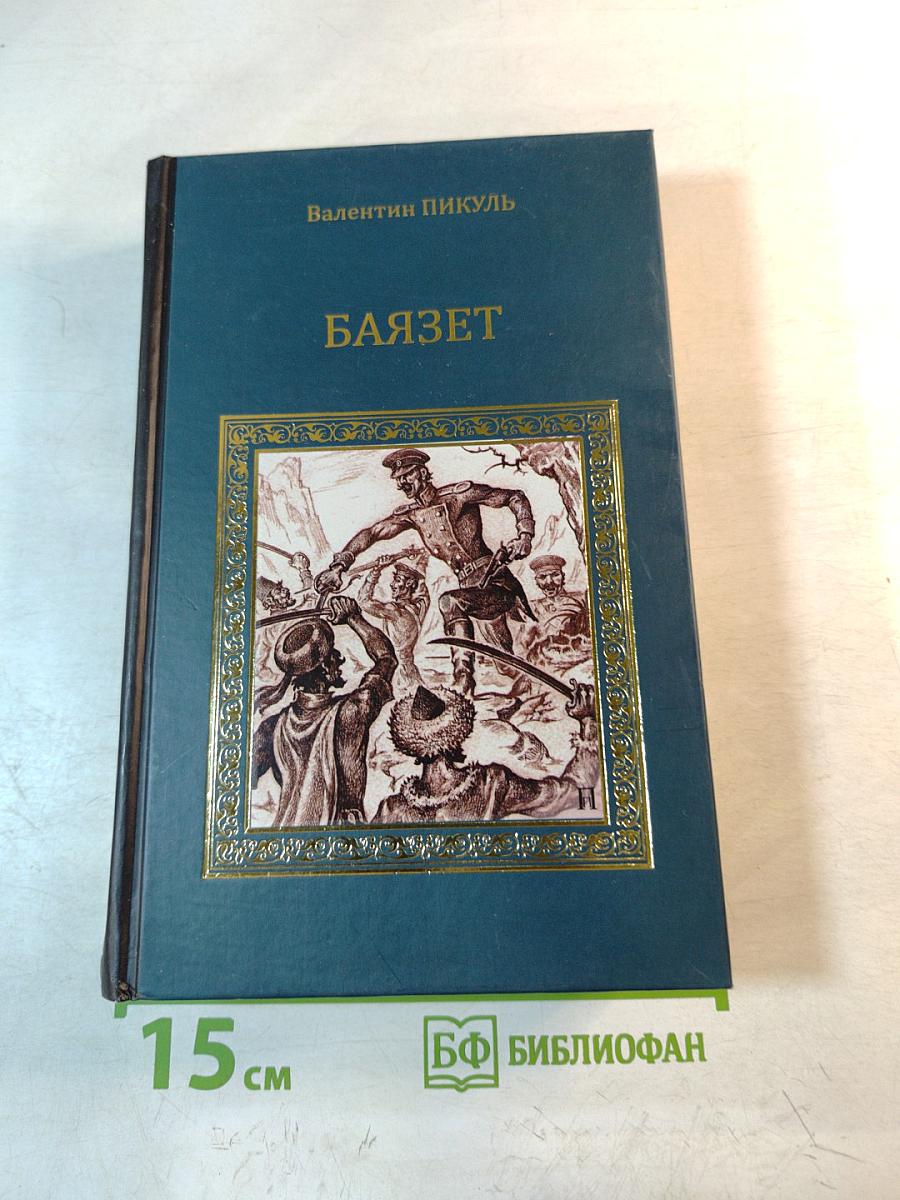 Валентин ПИКУЛЬ
БАЯЗЕТ
П
15 см
БФ БИБЛИОФАН